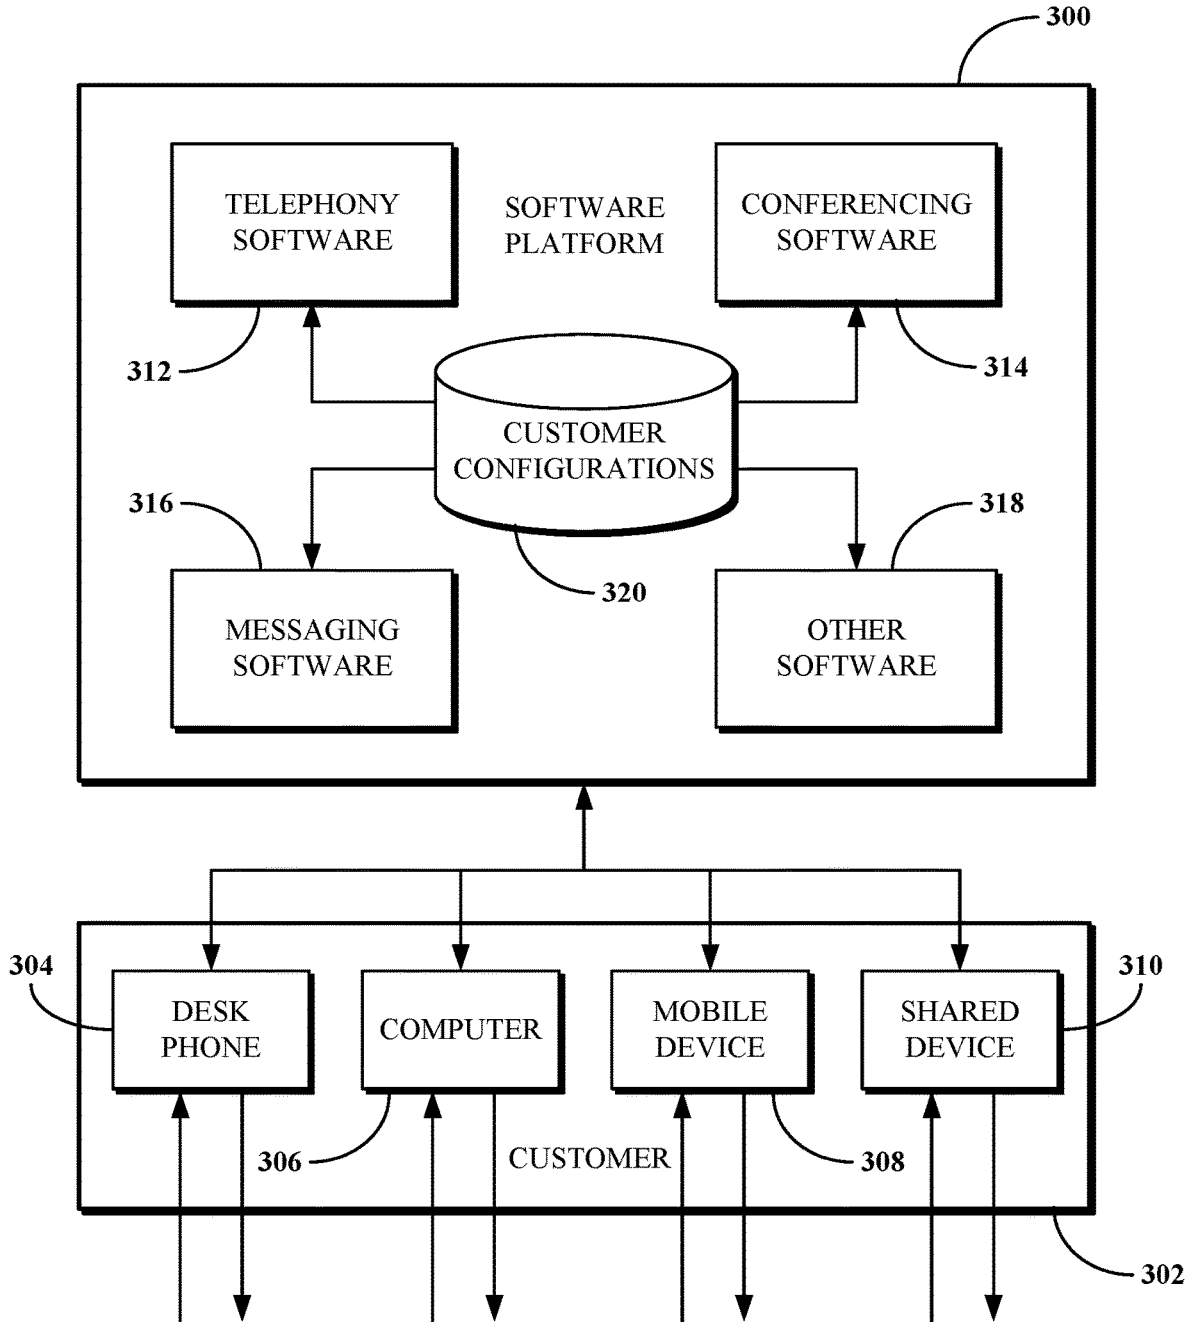 300
TELEPHONY
SOFTWARE
SOFTWARE
PLATFORM
CONFERENCING
SOFTWARE
312
314
CUSTOMER
CONFIGURATIONS
316
318
320
MESSAGING
SOFTWARE
OTHER
SOFTWARE
304
310
DESK
PHONE
COMPUTER
MOBILE
DEVICE
SHARED
DEVICE
306
CUSTOMER
308
302